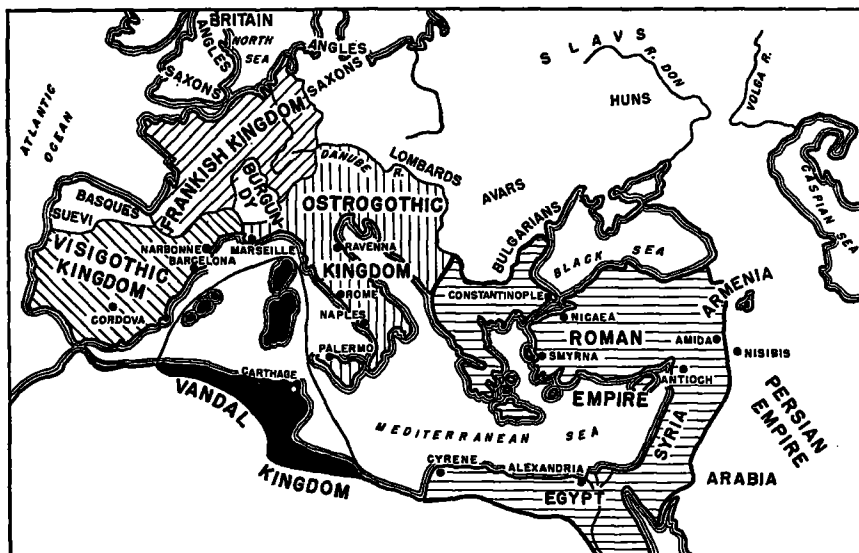 BRITAIN
ANGLES
NORTH
SEA
SAXONS
ANGLES
SAXONS
SLAVS
R. DON
HUNS
VOLGA R.
ATLANTIC
OCEAN
FRANKISH KINGDOM
BURGUN
DY
DANUBE
R.
LOMBARDS
AVARS
CASPIAN SEA
BASQUES
SUEVI
OSTROGOTHIC
KINGDOM
BULGARIANS
BLACK SEA
VISIGOTHIC
KINGDOM
NARBONNE
BARCELONA
MARSEILLE
RAVENNA
ROME
NAPLES
PALERMO
CORDOVA
CONSTANTINOPLE
NICAEA
ARMENIA
ROMAN
EMPIRE
AMIDA
NISIBIS
SMYRNA
ANTIOCH
CARTHAGE
VANDAL
KINGDOM
MEDITERRANEAN SEA
SYRIA
PERSIAN
EMPIRE
CYRENE
ALEXANDRIA
EGYPT
ARABIA